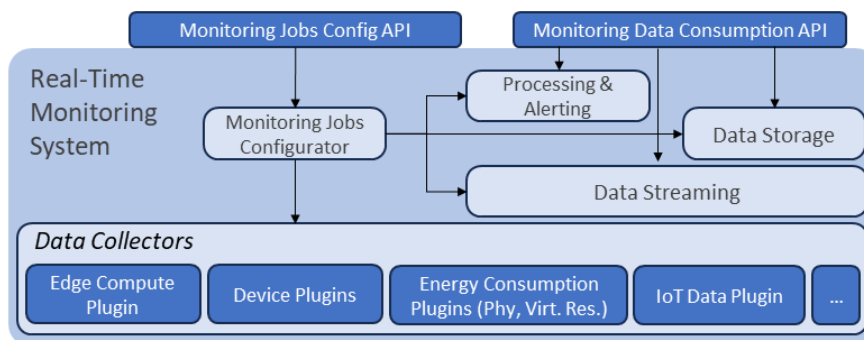 Monitoring Jobs Config API
Monitoring Data Consumption API
Real-Time
Monitoring
System
Processing &
Alerting
Monitoring Jobs
Configurator
Data Storage
Data Streaming
Data Collectors
Edge Compute
Plugin
Device Plugins
Energy Consumption
Plugins (Phy, Virt. Res.)
IoT Data Plugin
...